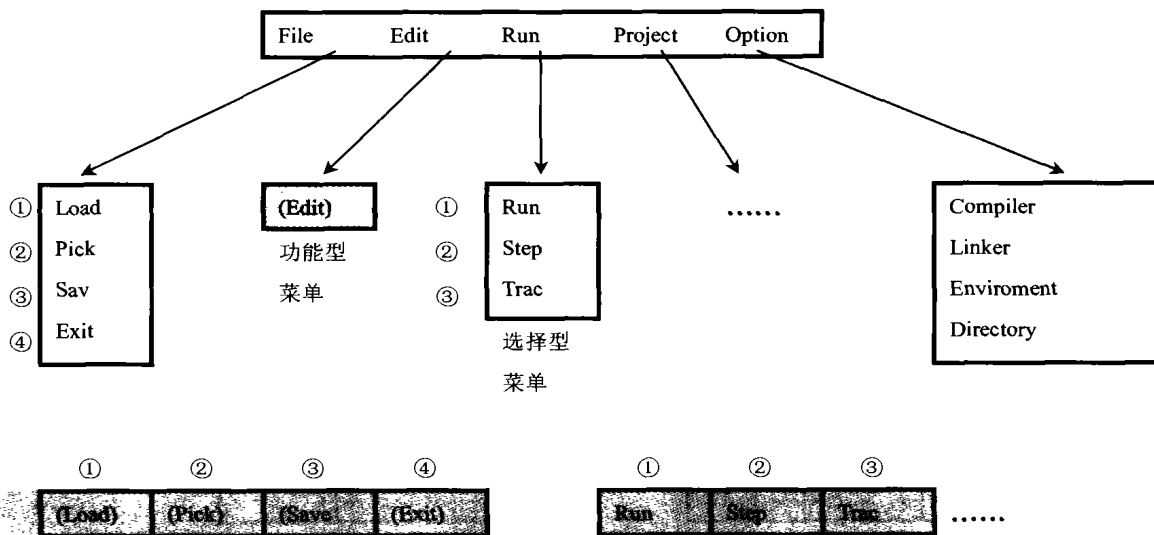 File Edit Run Project Option
① Load
② Pick
③ Sav
④ Exit
(Edit)
功能型
菜单
① Run
② Step
③ Trac
选择型
菜单
……
Compiler
Linker
Enviroment
Directory
① ② ③ ④
(Load) (Pick) (Save (Exit)
① ② ③
Run Step Trac ……